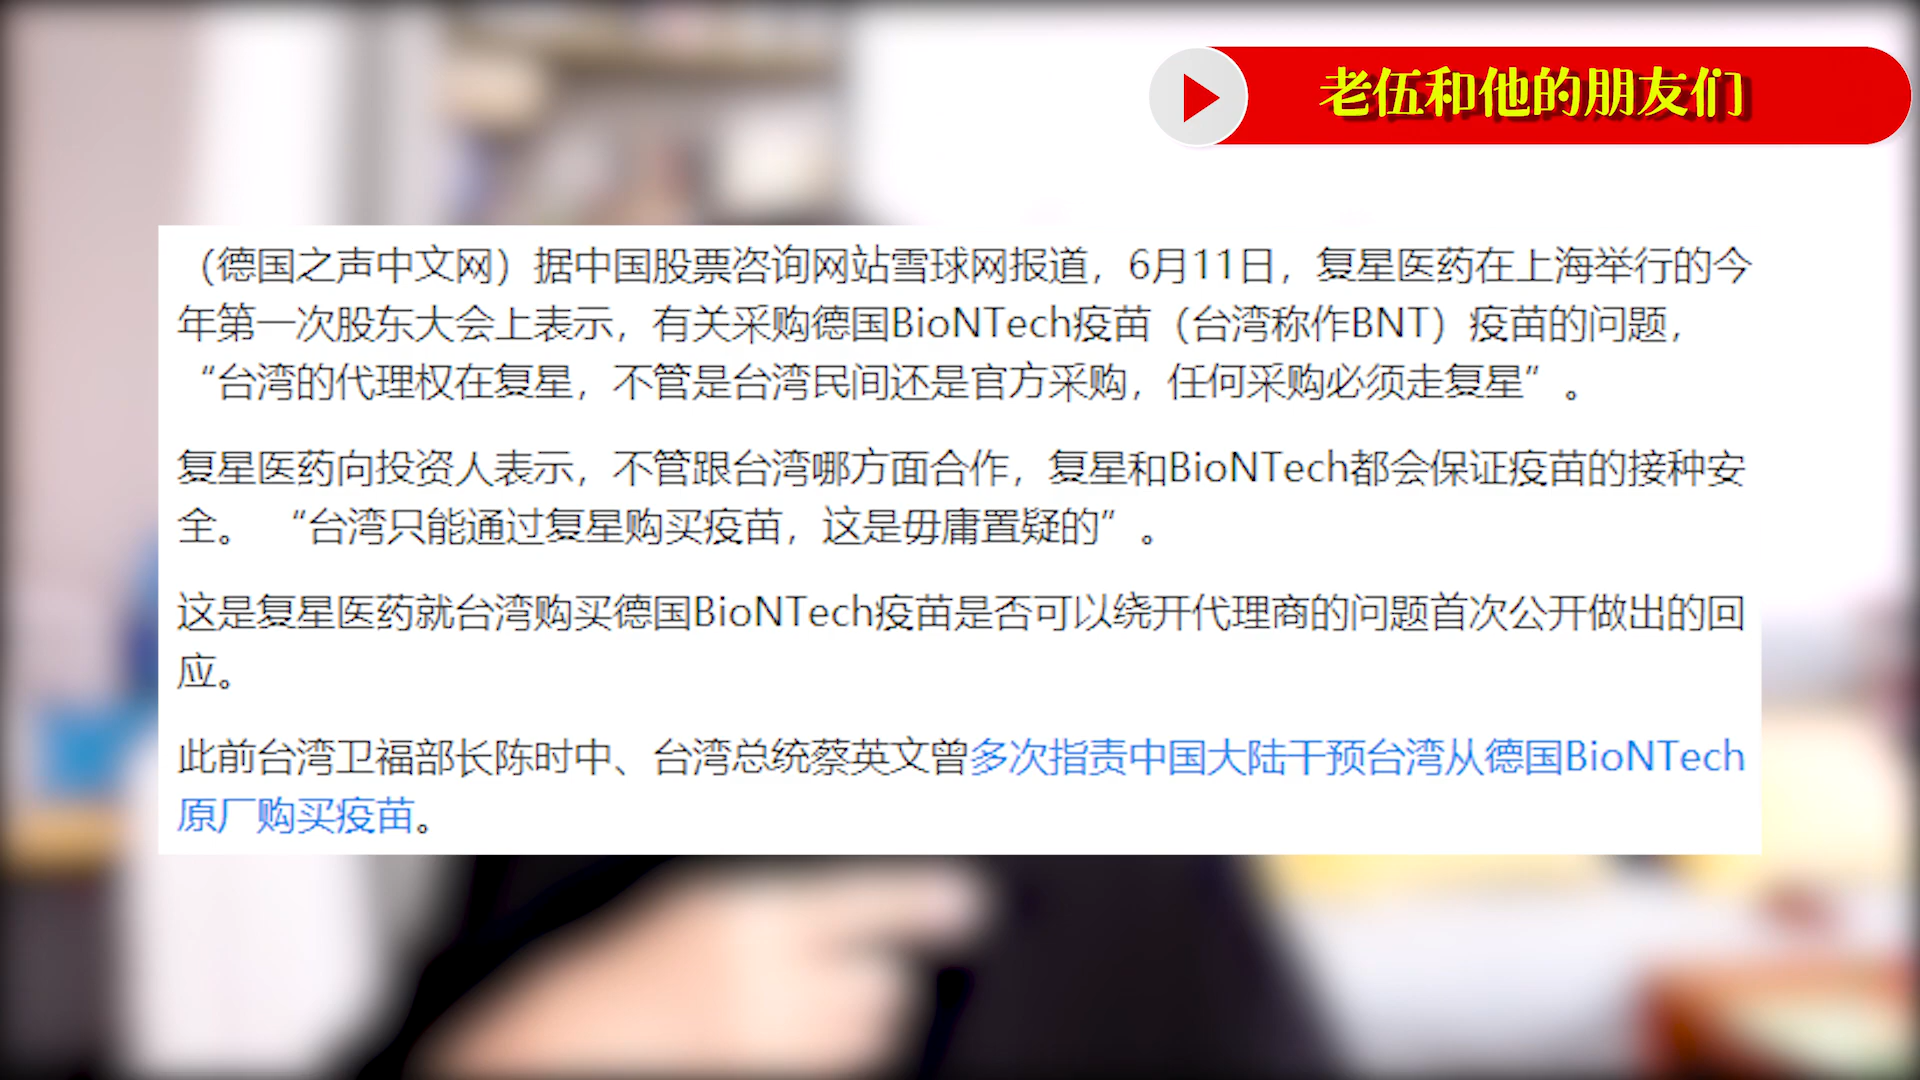 老伍和他的朋友们
（德国之声中文网）据中国股票咨询网站雪球网报道，6月11日，复星医药在上海举行的今
年第一次股东大会上表示，有关采购德国BioNTech疫苗（台湾称作BNT）疫苗的问题，
“台湾的代理权在复星，不管是台湾民间还是官方采购，任何采购必须走复星”。
复星医药向投资人表示，不管跟台湾哪方面合作，复星和BioNTech都会保证疫苗的接种安
全。 “台湾只能通过复星购买疫苗，这是毋庸置疑的”。
这是复星医药就台湾购买德国BioNTech疫苗是否可以绕开代理商的问题首次公开做出的回
应。
此前台湾卫福部长陈时中、台湾总统蔡英文曾多次指责中国大陆干预台湾从德国BioNTech
原厂购买疫苗。